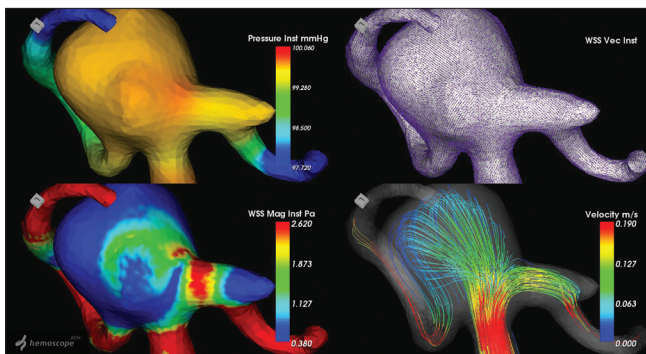 Pressure Inst mmHg
100.060
99.280
98.500
97.720
WSS Vec Inst
WSS Mag Inst Pa
2.620
1.873
1.127
0.380
Velocity m/s
0.190
0.127
0.063
0.000
hemoscope 2014